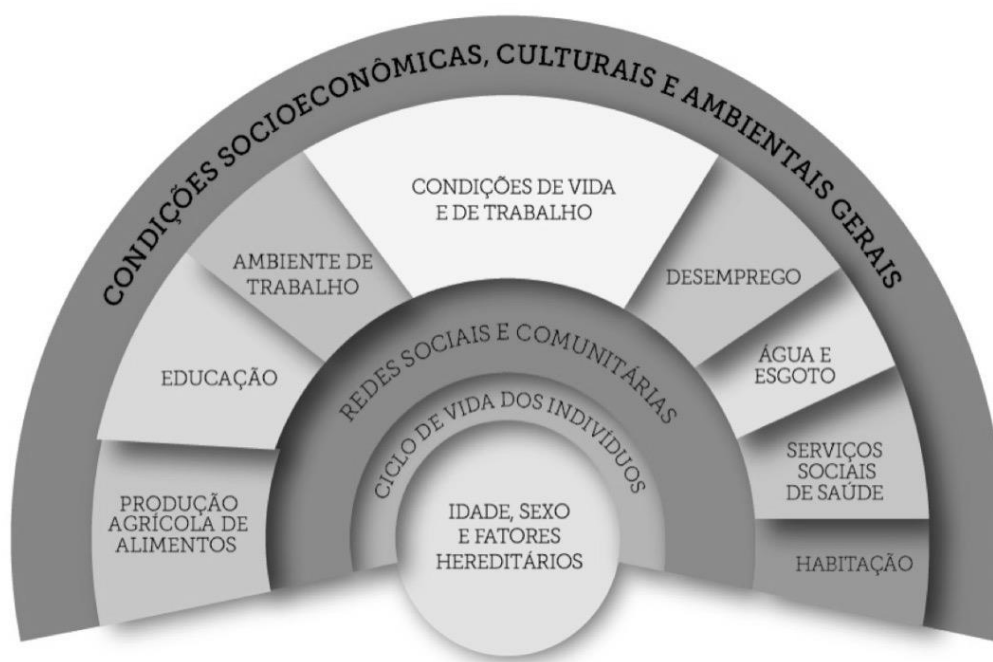 CONDIÇÕES SOCIOECONÔMICAS, CULTURAIS E AMBIENTAIS GERAIS
CONDIÇÕES DE VIDA
E DE TRABALHO
AMBIENTE DE
TRABALHO
DESEMPREGO
EDUCAÇÃO
ÁGUA E
ESGOTO
PRODUÇÃO
AGRÍCOLA DE
ALIMENTOS
SERVIÇOS
SOCIAIS
DE SAÚDE
HABITAÇÃO
REDES SOCIAIS E COMUNITÁRIAS
CICLO DE VIDA DOS INDIVÍDUOS
IDADE, SEXO
E FATORES
HEREDITÁRIOS